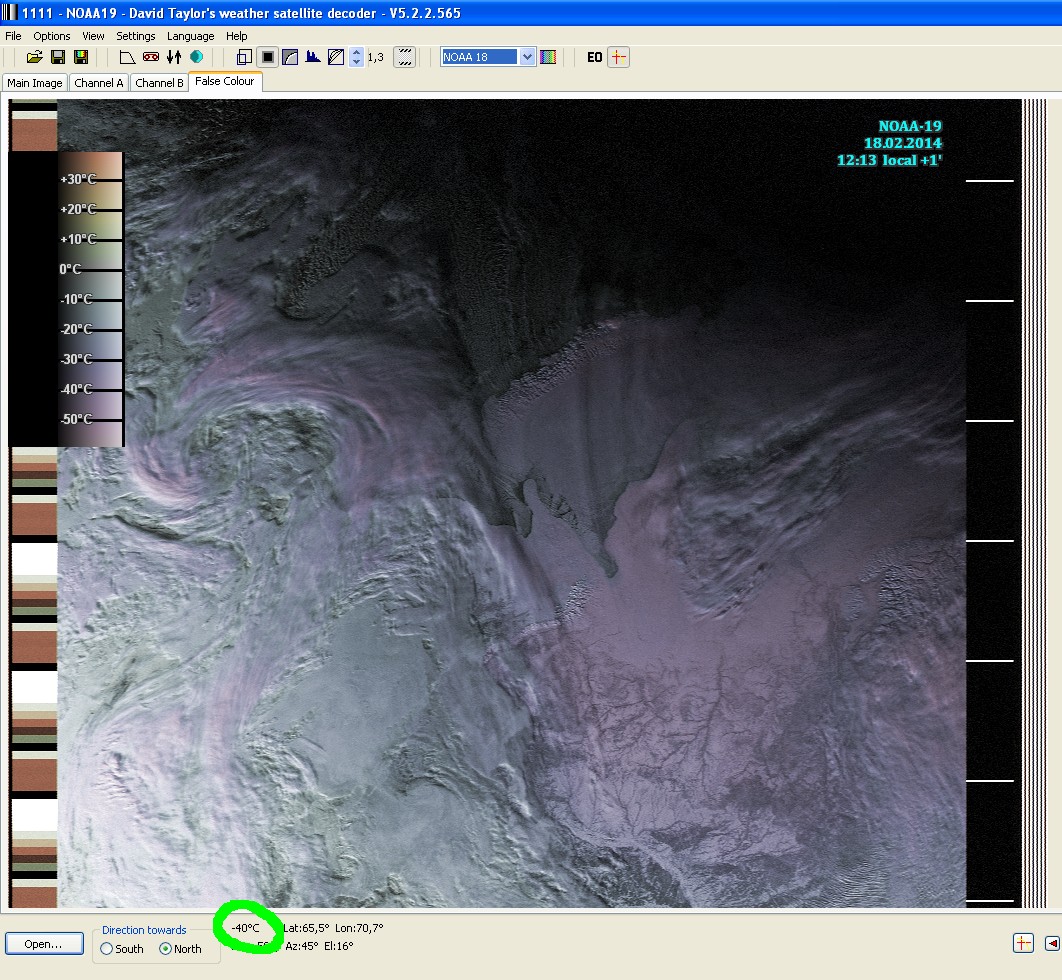 1111 - NOAA19 - David Taylor's weather satellite decoder - V5.2.2.565
File Options View Settings Language Help
1,3 NOAA 18 EO
Main Image Channel A Channel B False Colour
NOAA-19
18.02.2014
12:13 local +1'
+30°C
+20°C
+10°C
0°C
-10°C
-20°C
-30°C
-40°C
-50°C
-40°C Lat:65,5° Lon:70,7°
Az:45° El:16°
Open...
Direction towards
South North